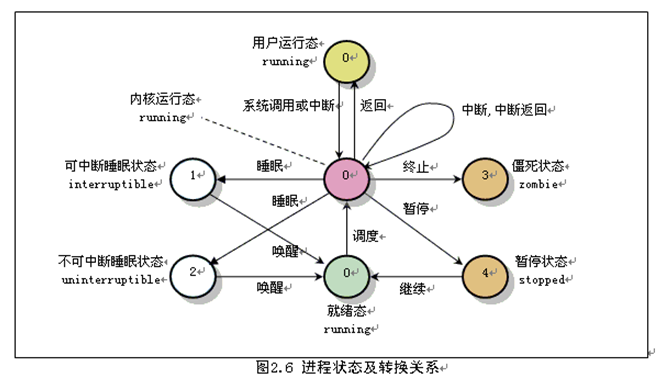 用户运行态
running
0
内核运行态
running
系统调用或中断
返回
中断,中断返回
可中断睡眠状态
interruptible
1
睡眠
0
终止
3
僵死状态
zombie
睡眠
暂停
不可中断睡眠状态
uninterruptible
2
唤醒
唤醒
调度
0
继续
4
暂停状态
stopped
就绪态
running
图2.6 进程状态及转换关系